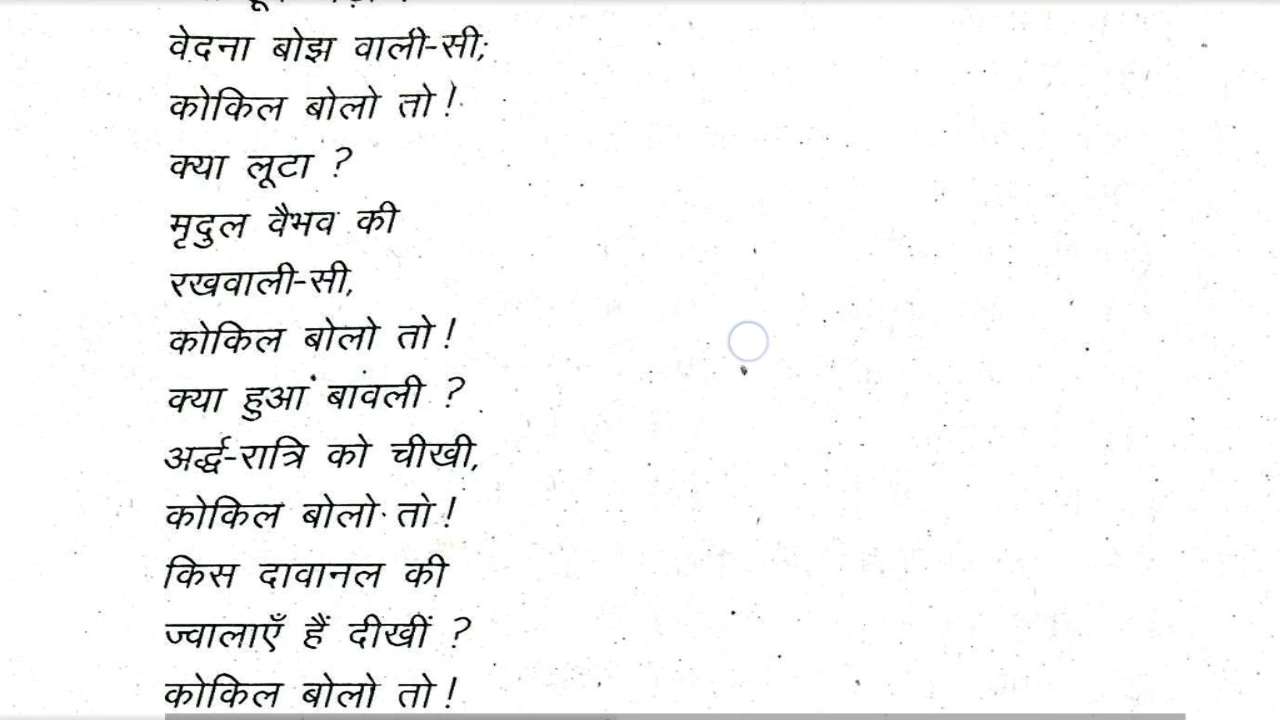 वेदना बोझ वाली-सी;
कोकिल बोलो तो!
क्या लूटा ?
मृदुल वैभव की
रखवाली-सी,
कोकिल बोलो तो!
क्या हुआ बावली ?
अर्द्ध-रात्रि को चीखी,
कोकिल बोलो तो!
किस दावानल की
ज्वालाएँ हैं दीखीं ?
कोकिल बोलो तो!